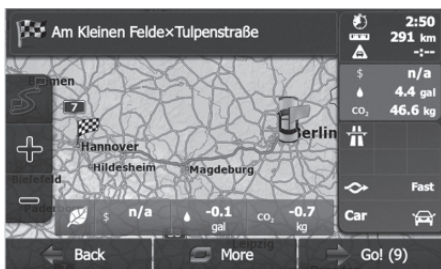 Am Kleinen Felde×Tulpenstraße
2:50
291 km
-:--
$ n/a
4.4 gal
CO₂ 46.6 kg
7
Berlin
Hannover
Hildesheim
Magdeburg
Bielefeld
$ n/a
-0.1 gal
CO₂ -0.7 kg
Fast
Car
Leipzig
Back
More
Go! (9)